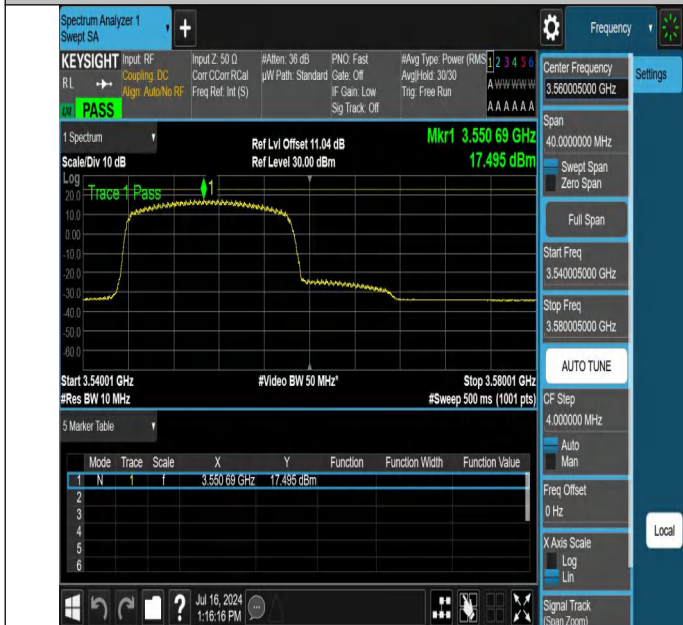 Spectrum Analyzer 1
Swept SA
+
Frequency
KEYSIGHT
RL
PASS
Input: RF
Coupling: DC
Align: Auto/No RF
Input Z: 50 Ω
Corr CCorr RCal
Freq Ref: Int (S)
#Atten: 36 dB
µW Path: Standard
PNO: Fast
Gate: Off
IF Gain: Low
Sig Track: Off
#Avg Type: Power (RMS
Avg|Hold: 30/30
Trig: Free Run
1 2 3 4 5 6
A W W W W W
A A A A A A
1 Spectrum
Scale/Div 10 dB
Ref Lvl Offset 11.04 dB
Ref Level 30.00 dBm
Mkr1 3.550 69 GHz
17.495 dBm
Log
Trace 1 Pass
1
20.0
10.0
0.00
-10.0
-20.0
-30.0
-40.0
-50.0
-60.0
Start 3.54001 GHz
#Res BW 10 MHz
#Video BW 50 MHz*
Stop 3.58001 GHz
#Sweep 500 ms (1001 pts)
5 Marker Table
Mode Trace Scale X Y Function Function Width Function Value
1 N 1 f 3.550 69 GHz 17.495 dBm
2
3
4
5
6
?
Jul 16, 2024
1:16:16 PM
Center Frequency
3.560005000 GHz
Settings
Span
40.0000000 MHz
Swept Span
Zero Span
Full Span
Start Freq
3.540005000 GHz
Stop Freq
3.580005000 GHz
AUTO TUNE
CF Step
4.000000 MHz
Auto
Man
Freq Offset
0 Hz
Local
X Axis Scale
Log
Lin
Signal Track
(Span Zoom)